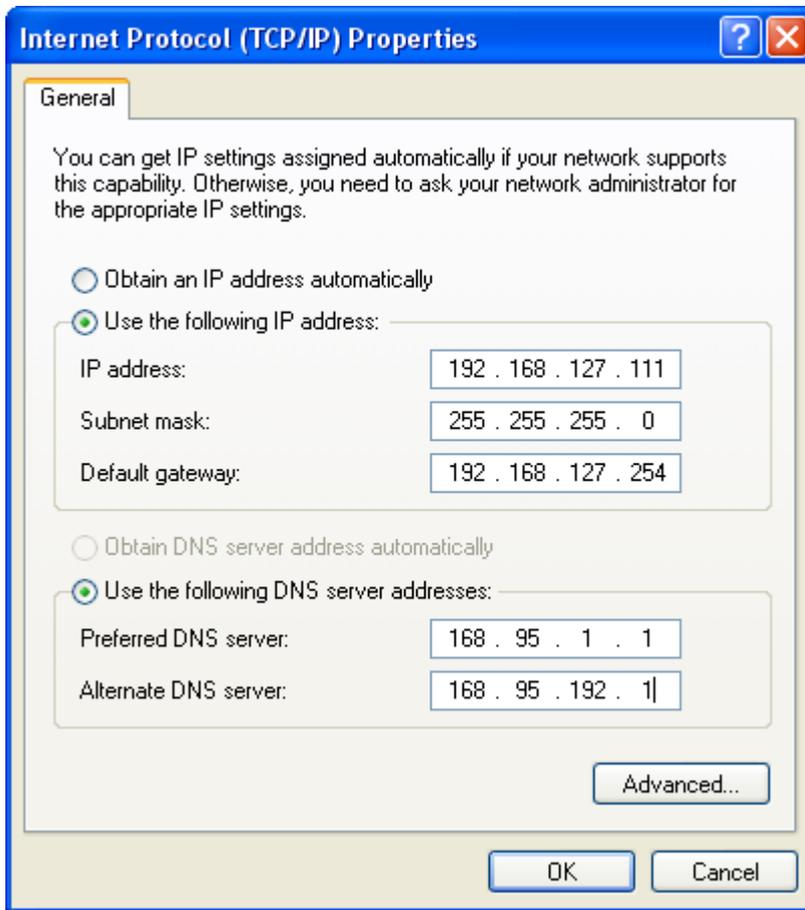 Internet Protocol (TCP/IP) Properties
General
You can get IP settings assigned automatically if your network supports
this capability. Otherwise, you need to ask your network administrator for
the appropriate IP settings.
Obtain an IP address automatically
Use the following IP address:
IP address: 192 . 168 . 127 . 111
Subnet mask: 255 . 255 . 255 . 0
Default gateway: 192 . 168 . 127 . 254
Obtain DNS server address automatically
Use the following DNS server addresses:
Preferred DNS server: 168 . 95 . 1 . 1
Alternate DNS server: 168 . 95 . 192 . 1
Advanced...
OK Cancel